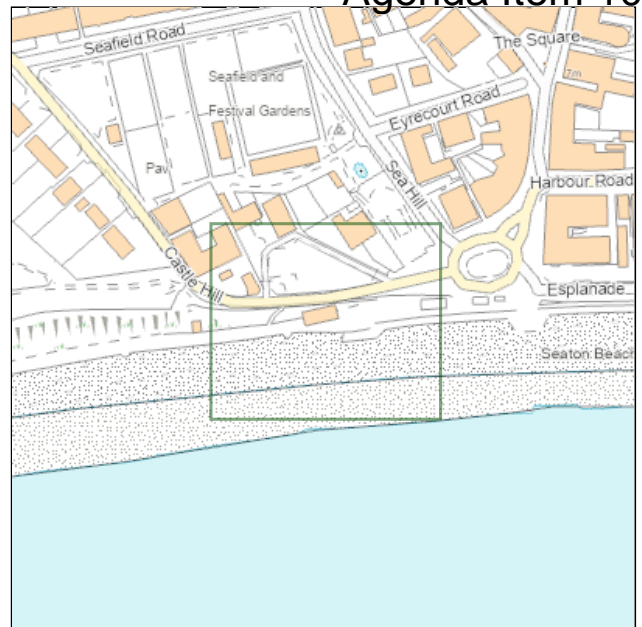 Agenda Item 10
Seafield Road
The Square
7m
Seafield and
Festival Gardens
Eyrecourt Road
Pav
Sea Hill
Harbour Road
Castle Hill
Esplanade
Seaton Beach